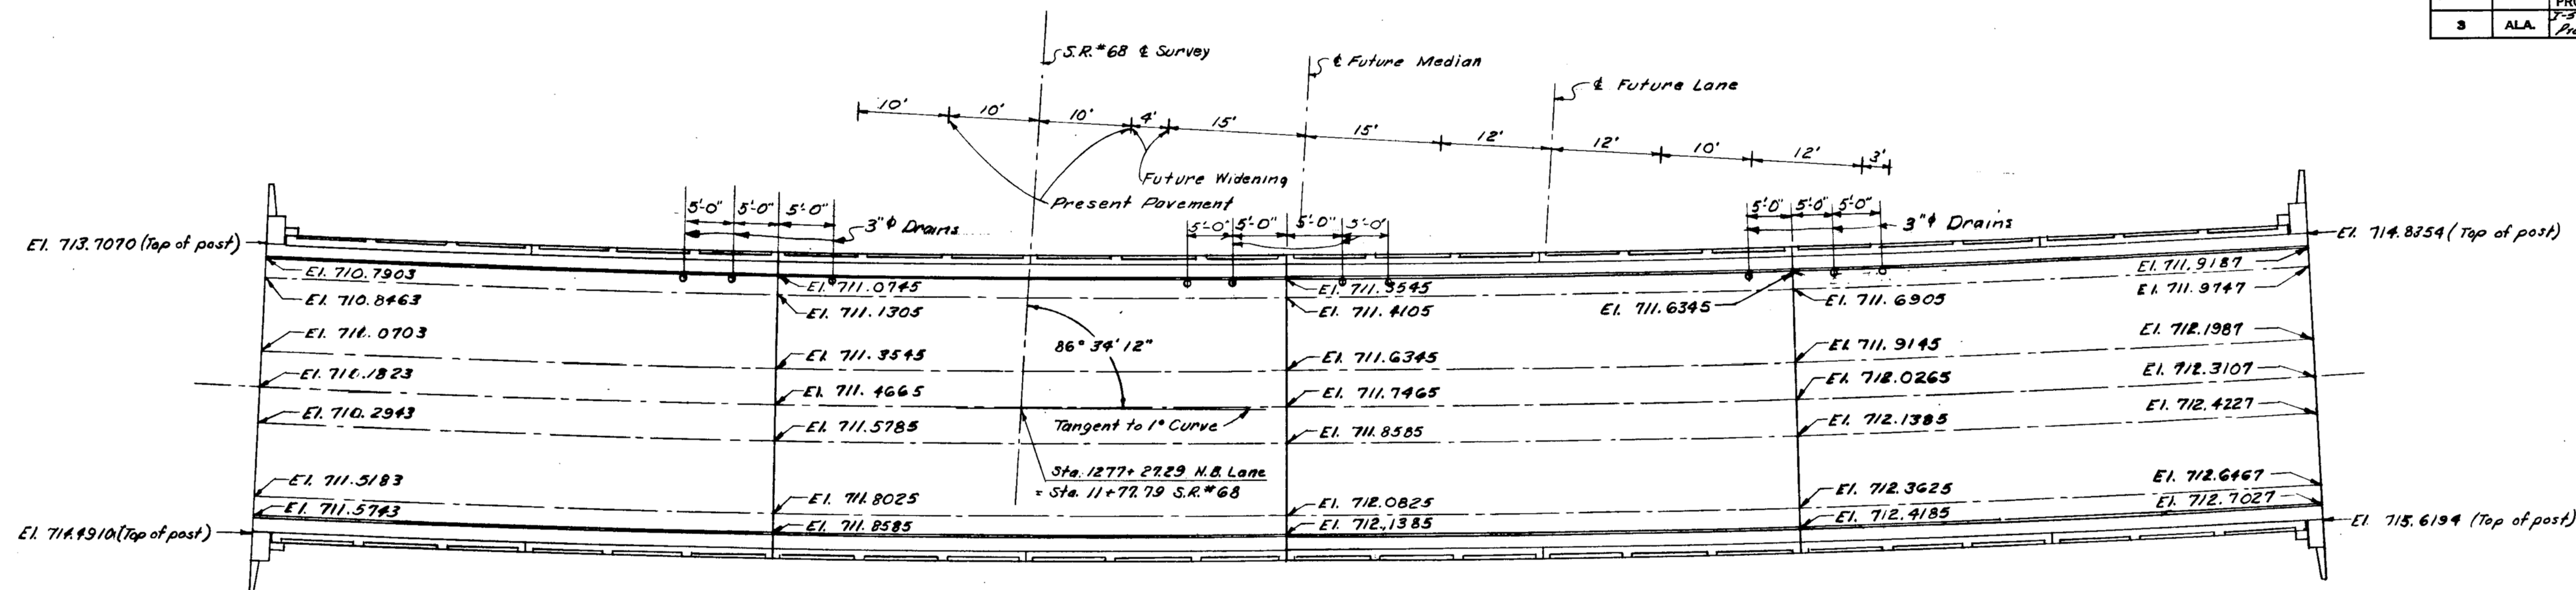 3 ALA.
S.R. #68 ℄ Survey
℄ Future Median
℄ Future Lane
10' 10' 10' 4' 15' 15' 12' 12' 10' 12' 3'
Future Widening
Present Pavement
5'-0" 5'-0" 5'-0"
3"ϕ Drains
5'-0" 5'-0" 5'-0" 5'-0"
5'-0" 5'-0" 5'-0"
3"ϕ Drains
El. 713.7070 (Top of post)
El. 714.8354 (Top of post)
El. 710.7903
El. 711.0745
El. 711.3545
El. 711.6345
El. 711.9187
El. 710.8463
El. 711.1305
El. 711.4105
El. 711.6905
El. 711.9747
El. 711.0703
El. 711.3545
El. 711.6345
El. 711.9145
El. 712.1987
86° 34' 12"
El. 711.1823
El. 711.4665
El. 711.7465
El. 712.0265
El. 712.3107
El. 711.2943
El. 711.5785
El. 711.8585
El. 712.1385
El. 712.4227
Tangent to 1° Curve
Sta. 1277+27.29 N.B. Lane
= Sta. 11+77.79 S.R. #68
El. 711.5183
El. 711.8025
El. 712.0825
El. 712.3625
El. 712.6467
El. 711.5743
El. 711.8585
El. 712.1385
El. 712.4185
El. 712.7027
El. 714.4910 (Top of post)
El. 715.6194 (Top of post)